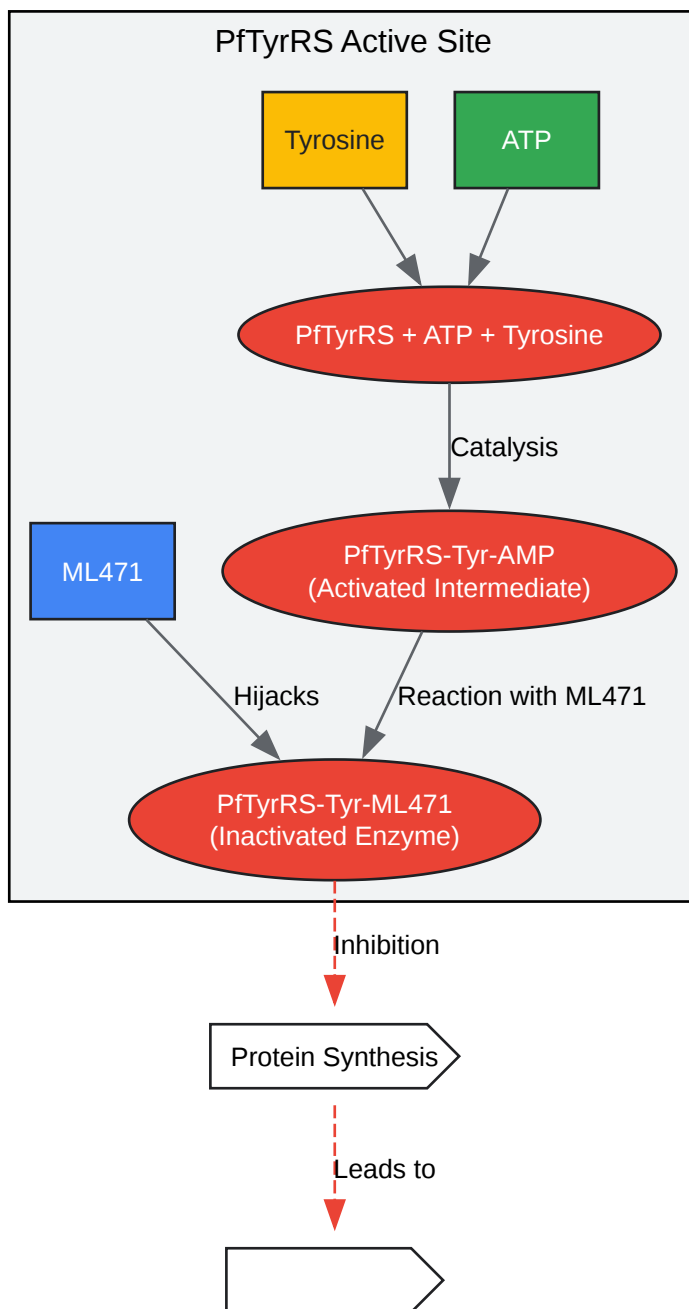 PfTyrRS Active Site
Tyrosine
ATP
PfTyrRS + ATP + Tyrosine
Catalysis
ML471
PfTyrRS-Tyr-AMP
(Activated Intermediate)
Hijacks
Reaction with ML471
PfTyrRS-Tyr-ML471
(Inactivated Enzyme)
Inhibition
Protein Synthesis
Leads to